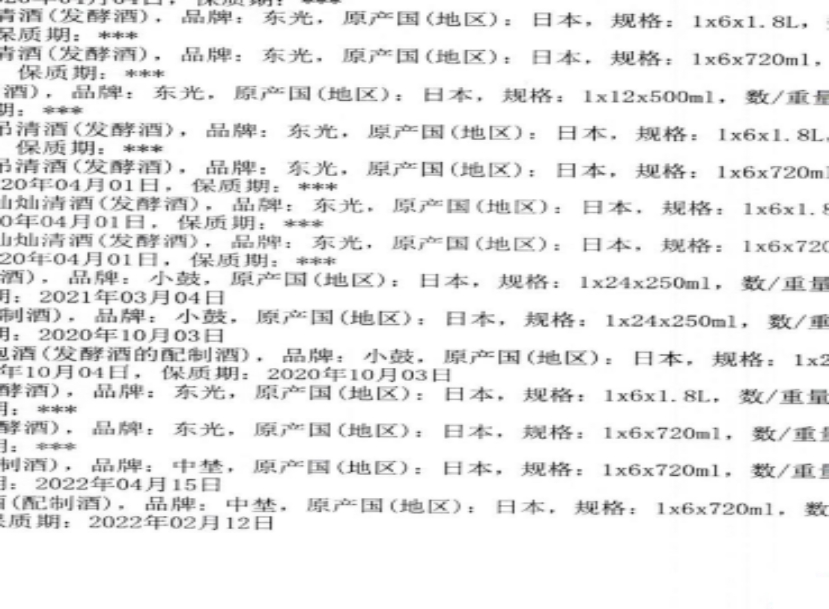 清酒(发酵酒), 品牌: 东光, 原产国(地区): 日本, 规格: 1x6x1.8L,
保质期: ***
清酒(发酵酒), 品牌: 东光, 原产国(地区): 日本, 规格: 1x6x720ml,
保质期: ***
酒), 品牌: 东光, 原产国(地区): 日本, 规格: 1x12x500ml, 数/重量
期: ***
吊清酒(发酵酒), 品牌: 东光, 原产国(地区): 日本, 规格: 1x6x1.8L,
保质期: ***
吊清酒(发酵酒), 品牌: 东光, 原产国(地区): 日本, 规格: 1x6x720ml
20年04月01日, 保质期: ***
灿灿清酒(发酵酒), 品牌: 东光, 原产国(地区): 日本, 规格: 1x6x1.8
0年04月01日, 保质期: ***
灿灿清酒(发酵酒), 品牌: 东光, 原产国(地区): 日本, 规格: 1x6x720
20年04月01日, 保质期: ***
酒), 品牌: 小鼓, 原产国(地区): 日本, 规格: 1x24x250ml, 数/重量
期: 2021年03月04日
制酒), 品牌: 小鼓, 原产国(地区): 日本, 规格: 1x24x250ml, 数/重
期: 2020年10月03日
泡酒(发酵酒的配制酒), 品牌: 小鼓, 原产国(地区): 日本, 规格: 1x2
年10月04日, 保质期: 2020年10月03日
酵酒), 品牌: 东光, 原产国(地区): 日本, 规格: 1x6x1.8L, 数/重量
期: ***
酵酒), 品牌: 东光, 原产国(地区): 日本, 规格: 1x6x720ml, 数/重量
期: ***
制酒), 品牌: 中埜, 原产国(地区): 日本, 规格: 1x6x720ml, 数/重量
期: 2022年04月15日
酒(配制酒), 品牌: 中埜, 原产国(地区): 日本, 规格: 1x6x720ml, 数
保质期: 2022年02月12日